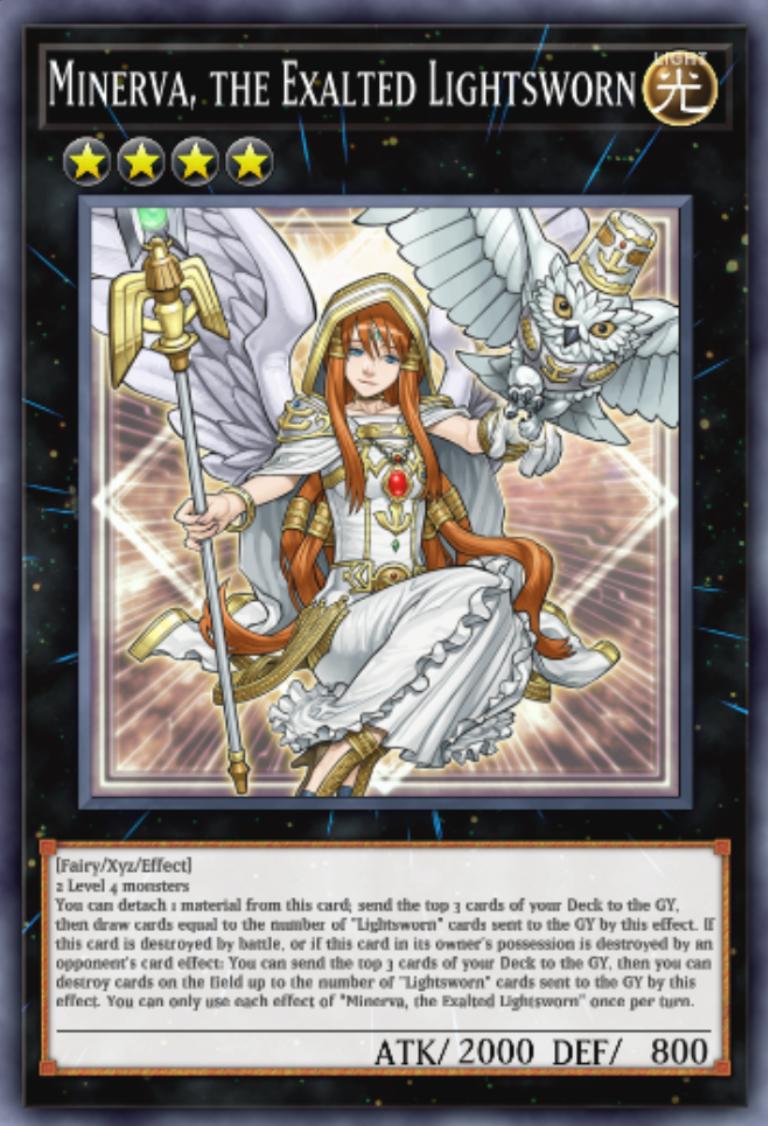 MINERVA, THE EXALTED LIGHTSWORN
LIGHT
光
[Fairy/Xyz/Effect]
2 Level 4 monsters
You can detach 1 material from this card; send the top 3 cards of your Deck to the GY,
then draw cards equal to the number of "Lightsworn" cards sent to the GY by this effect. If
this card is destroyed by battle, or if this card in its owner's possession is destroyed by an
opponent's card effect: You can send the top 3 cards of your Deck to the GY, then you can
destroy cards on the field up to the number of "Lightsworn" cards sent to the GY by this
effect. You can only use each effect of "Minerva, the Exalted Lightsworn" once per turn.
ATK/ 2000 DEF/ 800